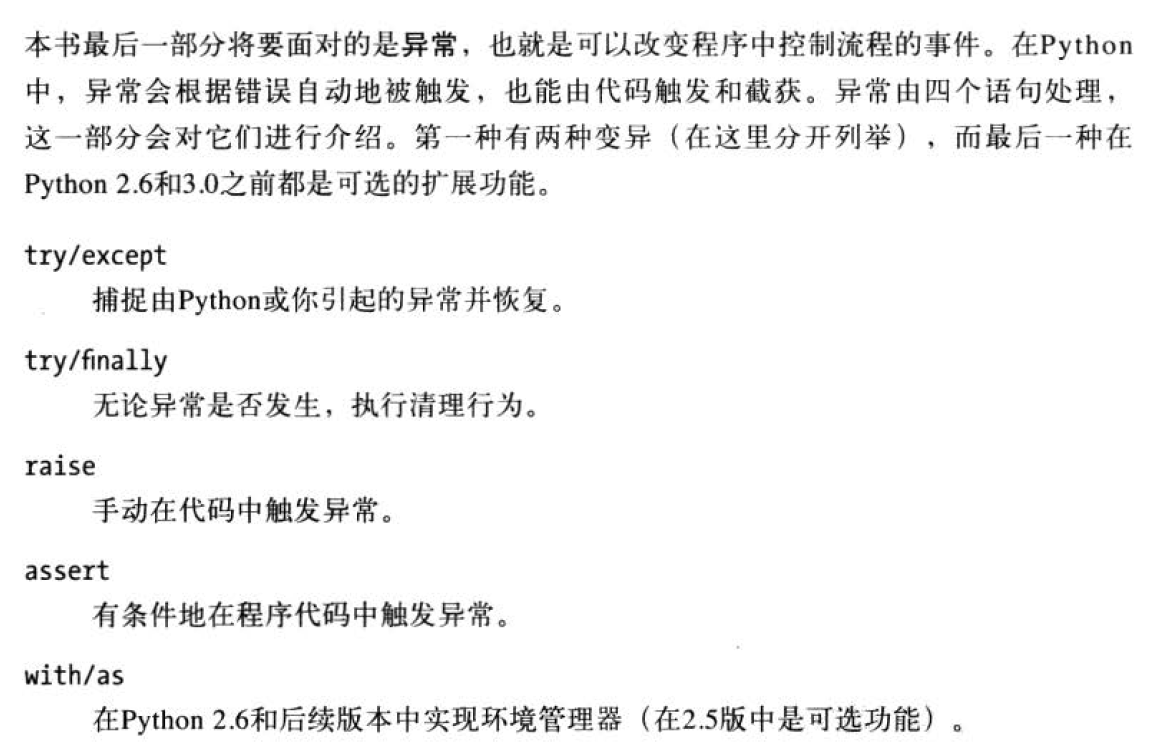 本书最后一部分将要面对的是异常，也就是可以改变程序中控制流程的事件。在Python
中，异常会根据错误自动地被触发，也能由代码触发和截获。异常由四个语句处理，
这一部分会对它们进行介绍。第一种有两种变异（在这里分开列举），而最后一种在
Python 2.6和3.0之前都是可选的扩展功能。
try/except
捕捉由Python或你引起的异常并恢复。
try/finally
无论异常是否发生，执行清理行为。
raise
手动在代码中触发异常。
assert
有条件地在程序代码中触发异常。
with/as
在Python 2.6和后续版本中实现环境管理器（在2.5版中是可选功能）。